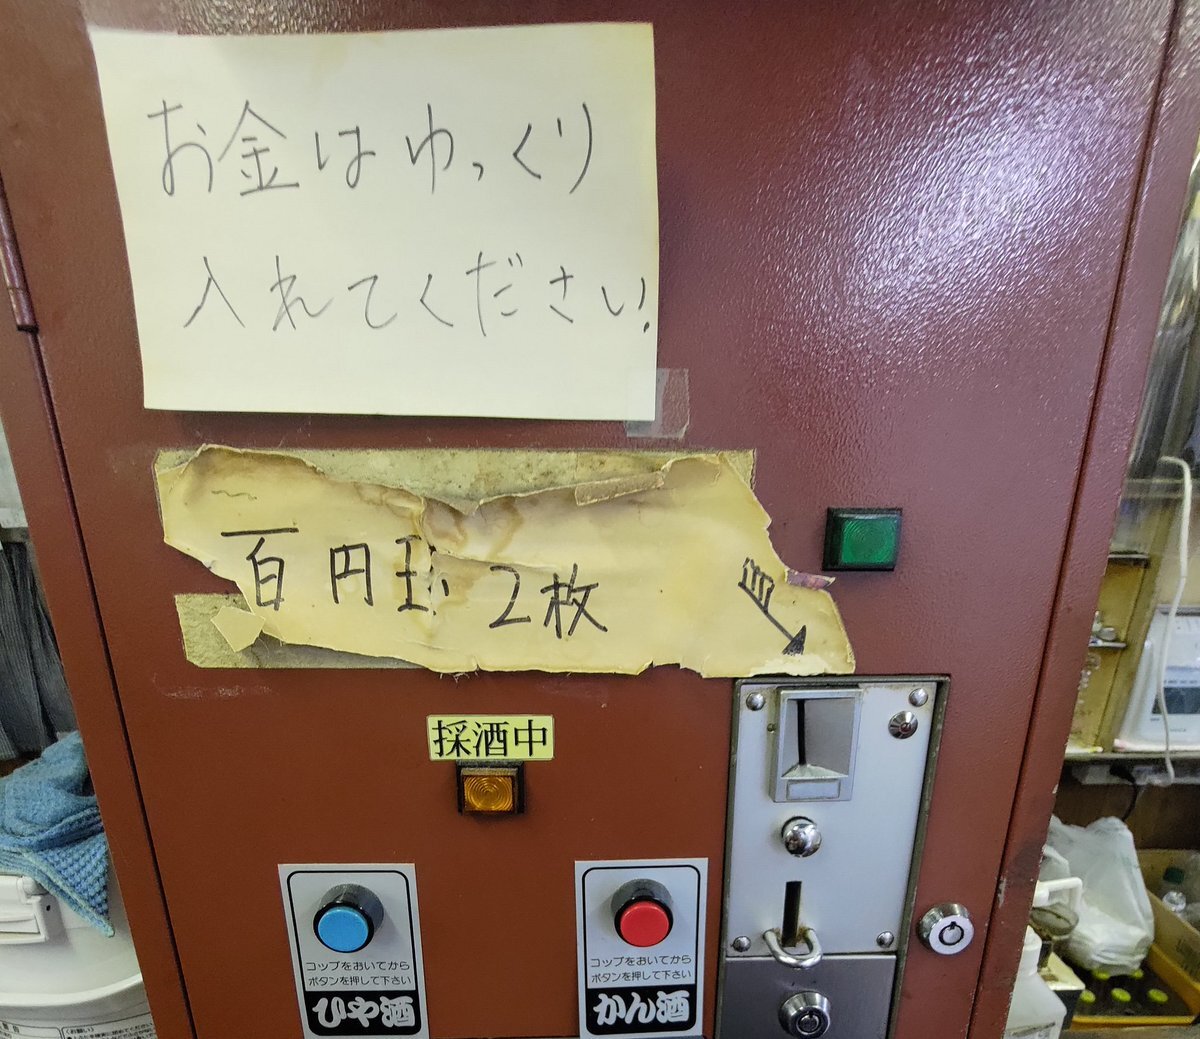 お金はゆっくり
入れてください!
百円玉2枚
採酒中
コップをおいてから
ボタンを押して下さい
ひや酒
コップをおいてから
ボタンを押して下さい
かん酒